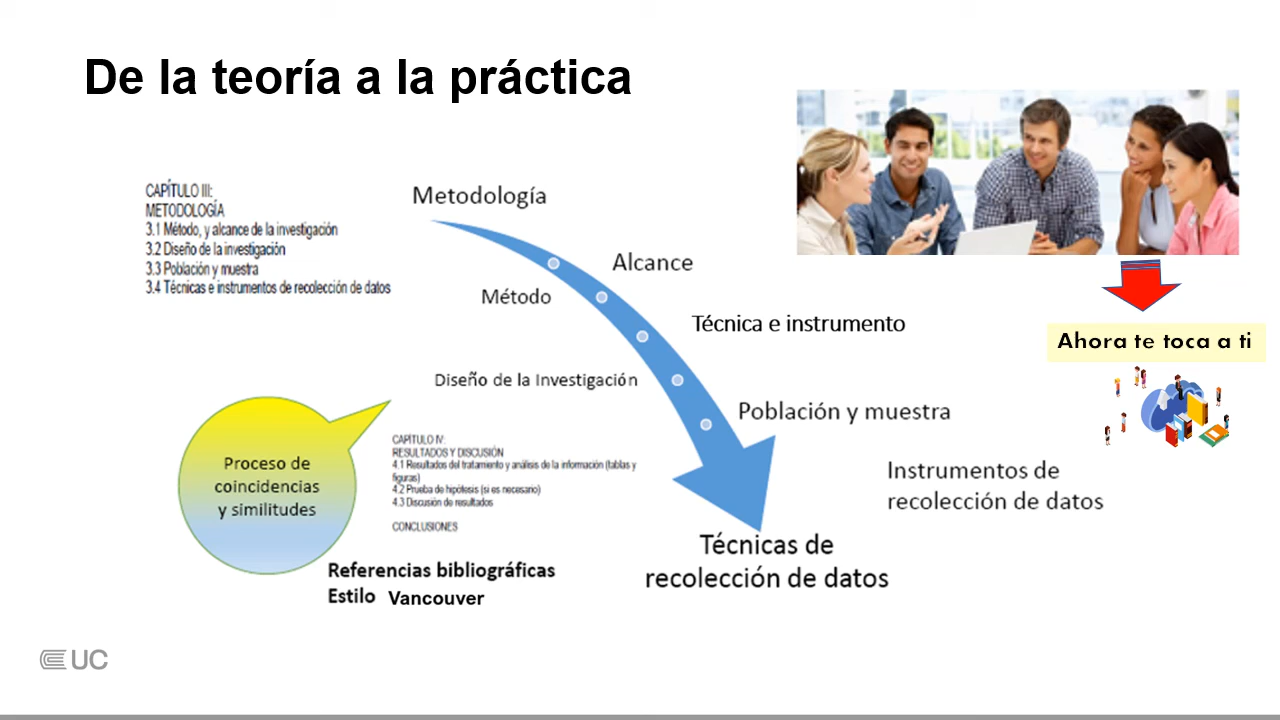 De la teoría a la práctica
CAPÍTULO III:
METODOLOGÍA
3.1 Método, y alcance de la investigación
3.2 Diseño de la investigación
3.3 Población y muestra
3.4 Técnicas e instrumentos de recolección de datos
Metodología
Alcance
Método
Técnica e instrumento
Diseño de la Investigación
Población y muestra
Instrumentos de
recolección de datos
Técnicas de
recolección de datos
Ahora te toca a ti
Proceso de
coincidencias
y similitudes
CAPÍTULO IV:
RESULTADOS Y DISCUSIÓN
4.1 Resultados del tratamiento y análisis de la información (tablas y
figuras)
4.2 Prueba de hipótesis (si es necesario)
4.3 Discusión de resultados
CONCLUSIONES
Referencias bibliográficas
Estilo Vancouver
UC